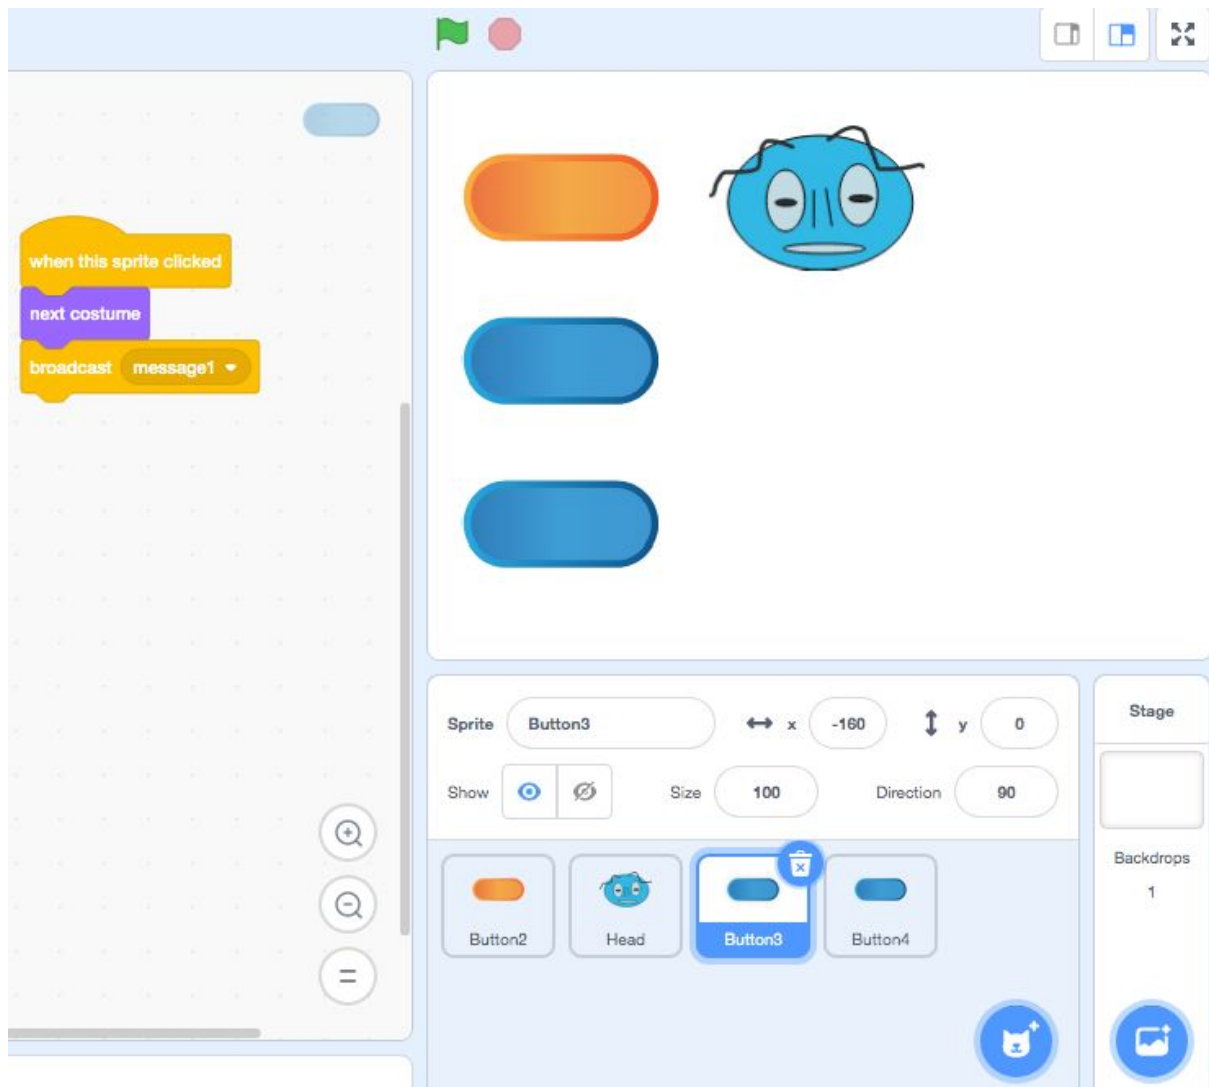 when this sprite clicked
next costume
broadcast message1
Sprite Button3 x -160 y 0
Show Size 100 Direction 90
Button2 Head Button3 Button4
Stage
Backdrops
1